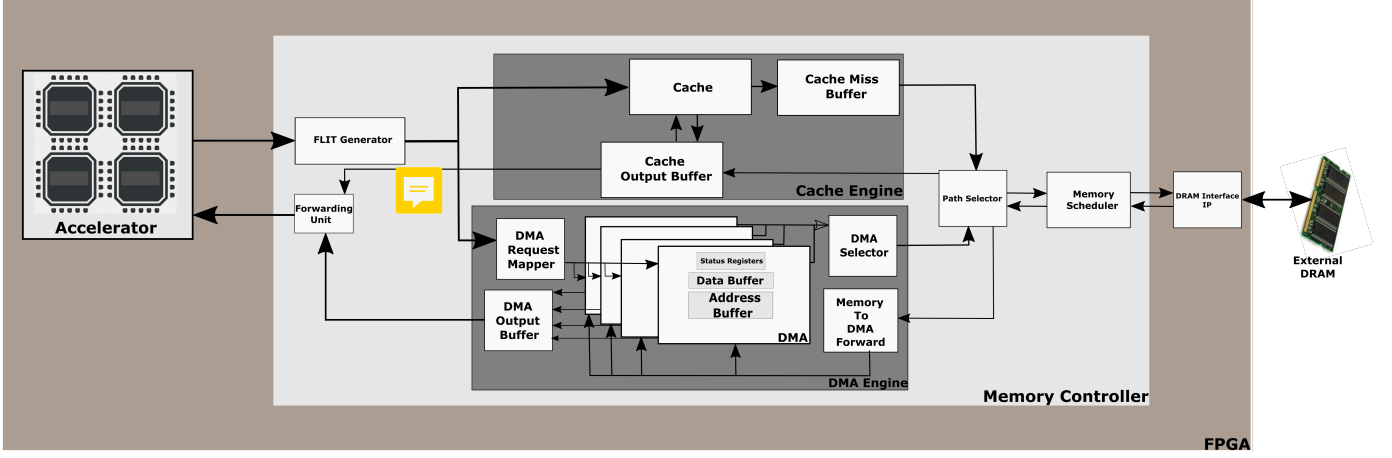 Accelerator
FLIT Generator
Forwarding
Unit
Cache
Cache Miss
Buffer
Cache
Output Buffer
Cache Engine
DMA
Request
Mapper
DMA
Output
Buffer
Status Registers
Data Buffer
Address
Buffer
DMA
DMA
Selector
Memory
To
DMA
Forward
DMA Engine
Path Selector
Memory
Scheduler
DRAM Interface
IP
External
DRAM
Memory Controller
FPGA